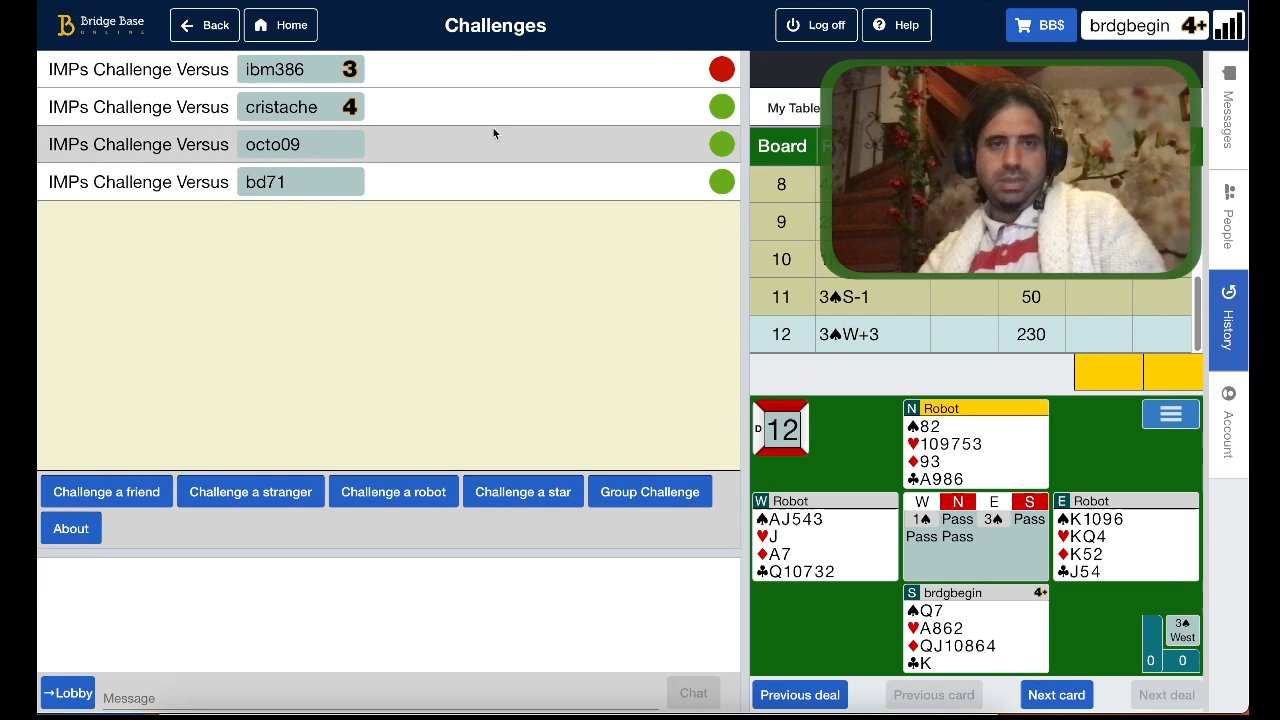 Bridge Base
ONLINE
Back
Home
Challenges
Log off
Help
BB$
brdgbegin 4+
IMPs Challenge Versus ibm386 3
IMPs Challenge Versus cristache 4
IMPs Challenge Versus octo09
IMPs Challenge Versus bd71
Challenge a friend
Challenge a stranger
Challenge a robot
Challenge a star
Group Challenge
About
→Lobby
Message
Chat
My Table
Board
8
9
10
11 3♠S-1 50
12 3♠W+3 230
D 12
N Robot
♠82
♥109753
♦93
♣A986
W Robot
♠AJ543
♥J
♦A7
♣Q10732
W N E S
1♠ Pass 3♠ Pass
Pass Pass
E Robot
♠K1096
♥KQ4
♦K52
♣J54
S brdgbegin 4+
♠Q7
♥A862
♦QJ10864
♣K
3♠
West
0 0
Previous deal
Previous card
Next card
Next deal
Messages
People
History
Account